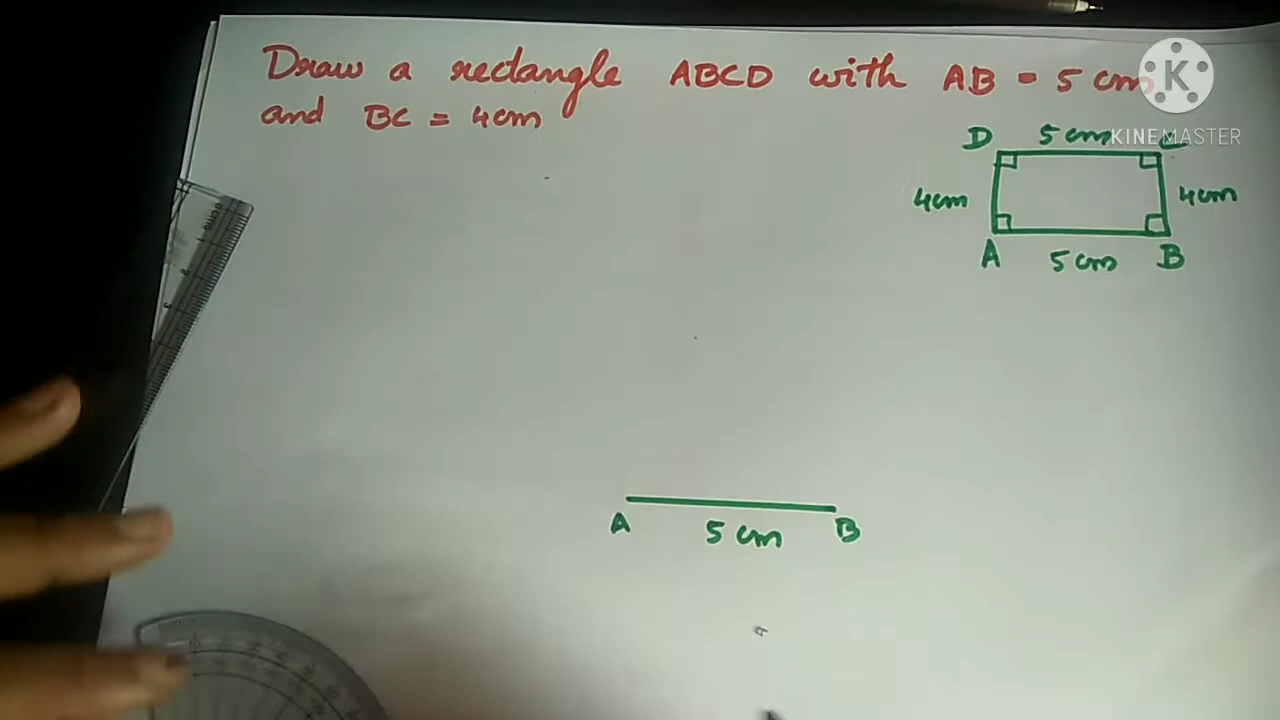 Draw a rectangle ABCD with AB = 5 cm
and BC = 4cm
K
KINEMASTER
D 5 cm C
4cm 4cm
A 5 cm B
A 5 cm B